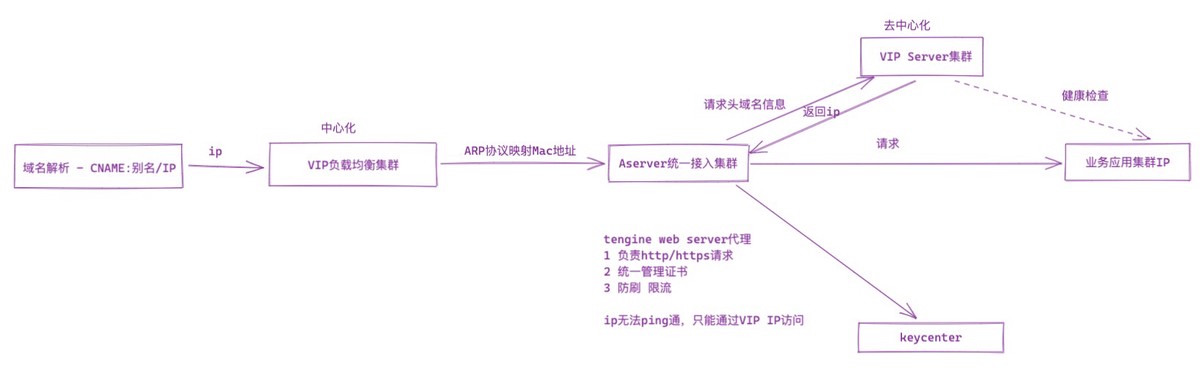 去中心化
VIP Server集群
请求头域名信息
返回ip
健康检查
中心化
ip
域名解析 - CNAME:别名/IP
VIP负载均衡集群
ARP协议映射Mac地址
Aserver统一接入集群
请求
业务应用集群IP
tengine web server代理
1 负责http/https请求
2 统一管理证书
3 防刷 限流
ip无法ping通，只能通过VIP IP访问
keycenter